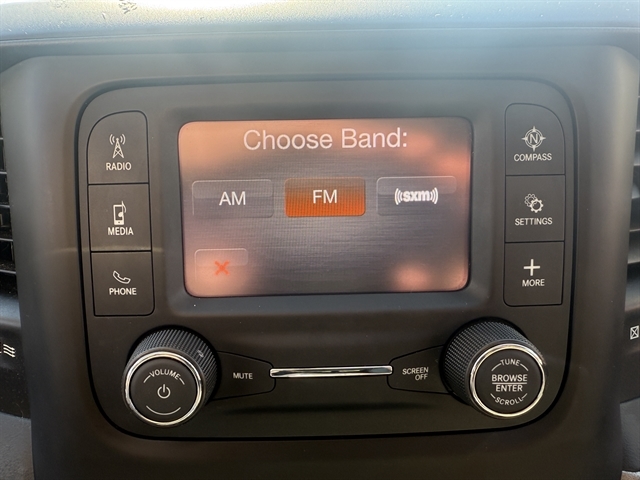 Choose Band:
AM FM ((sxm))
RADIO
MEDIA
PHONE
N
COMPASS
SETTINGS
+
MORE
VOLUME
MUTE
SCREEN
OFF
TUNE
BROWSE
ENTER
SCROLL